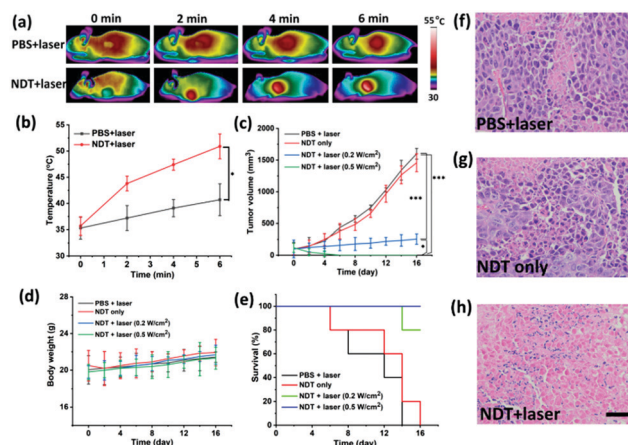 (a)
0 min 2 min 4 min 6 min
55°C
PBS+laser
NDT+laser
30
(b)
PBS+laser
NDT+laser
*
Temperature (°C)
55
50
45
40
35
30
0 2 4 6
Time (min)
(c)
PBS + laser
NDT only
NDT + laser (0.2 W/cm²)
NDT + laser (0.5 W/cm²)
***
***
*
Tumor volume (mm³)
2000
1500
1000
500
0
0 4 8 12 16
Time (day)
(d)
PBS + laser
NDT only
NDT + laser (0.2 W/cm²)
NDT + laser (0.5 W/cm²)
Body weight (g)
28
24
20
16
0 4 8 12 16
Time (day)
(e)
Survival (%)
100
80
60
40
20
0
PBS + laser
NDT only
NDT + laser (0.2 W/cm²)
NDT + laser (0.5 W/cm²)
0 4 8 12 16
Time (day)
(f)
PBS+laser
(g)
NDT only
(h)
NDT+laser